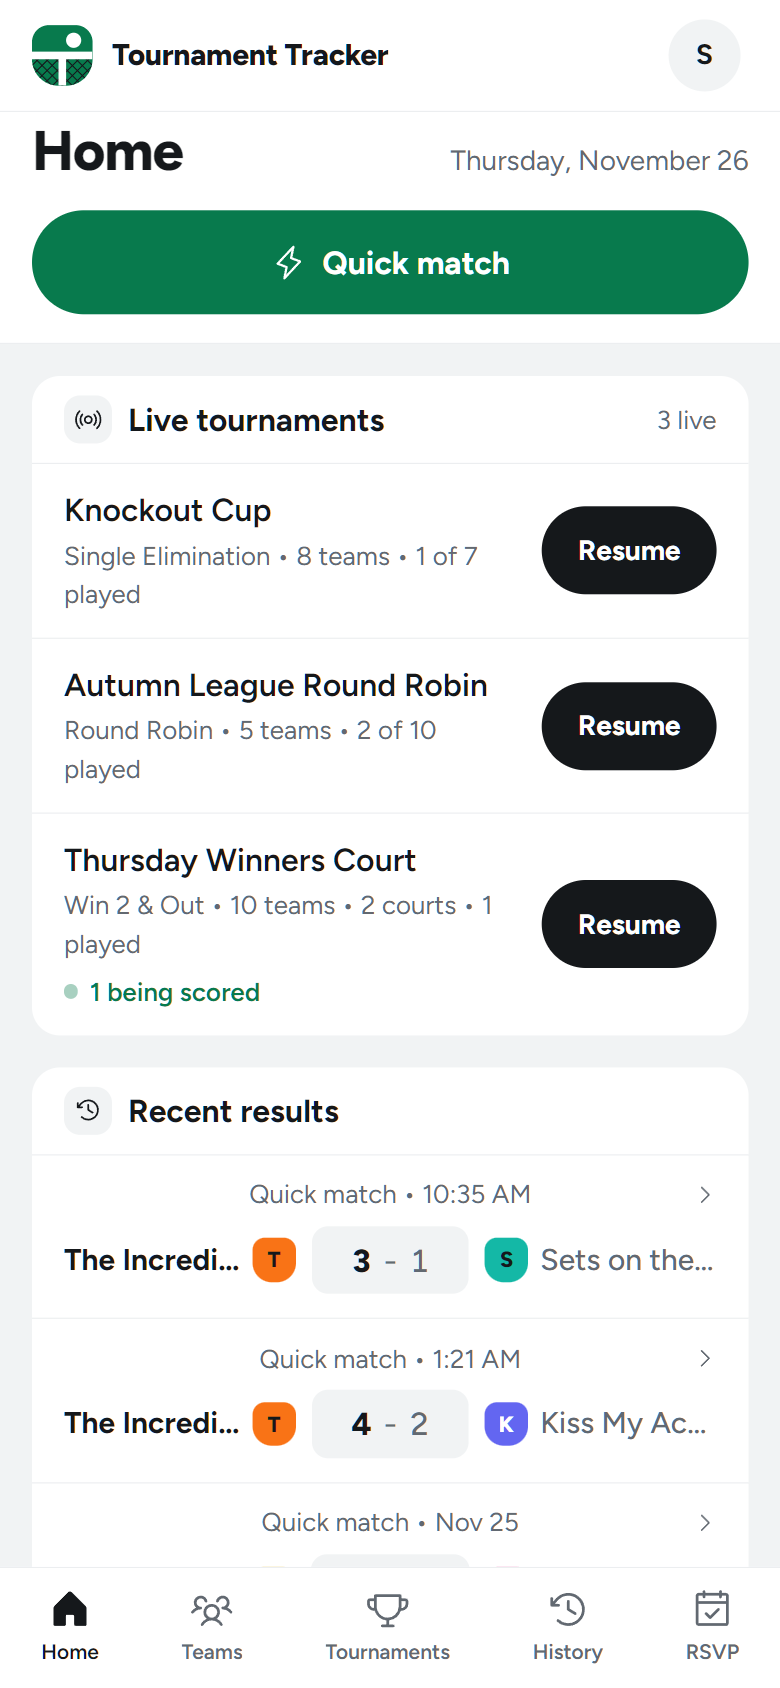 Tournament Tracker
S
Home
Thursday, November 26
Quick match
Live tournaments
3 live
Knockout Cup
Single Elimination • 8 teams • 1 of 7
played
Resume
Autumn League Round Robin
Round Robin • 5 teams • 2 of 10
played
Resume
Thursday Winners Court
Win 2 & Out • 10 teams • 2 courts • 1
played
1 being scored
Resume
Recent results
Quick match • 10:35 AM
The Incredi... T 3 - 1 S Sets on the...
Quick match • 1:21 AM
The Incredi... T 4 - 2 K Kiss My Ac...
Quick match • Nov 25
Home
Teams
Tournaments
History
RSVP